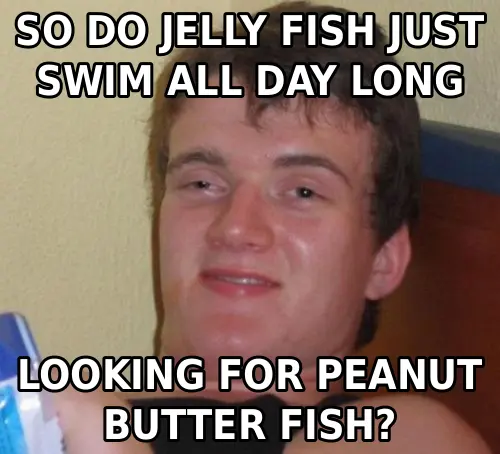 SO DO JELLY FISH JUST
SWIM ALL DAY LONG
LOOKING FOR PEANUT
BUTTER FISH?